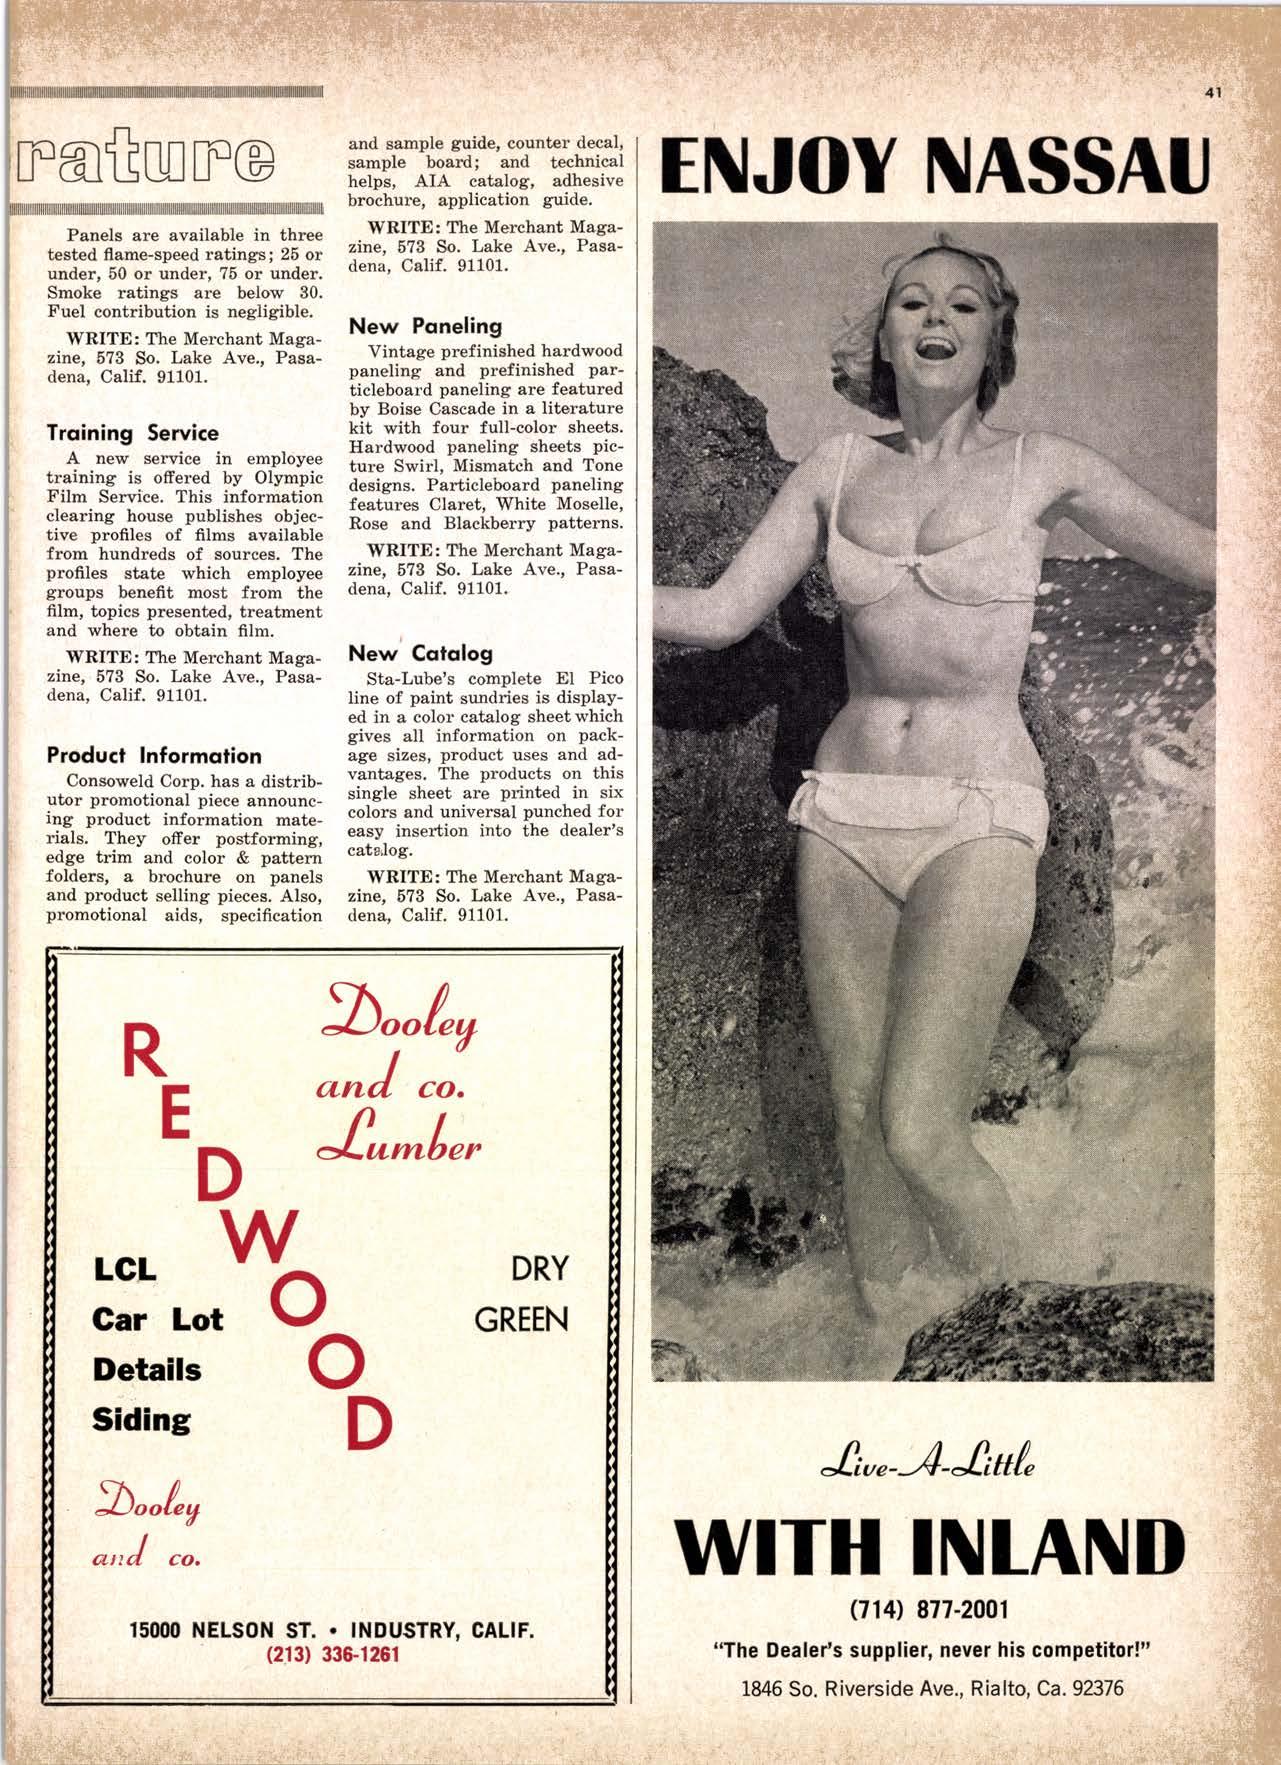 41
rature
Panels are available in three
tested flame-speed ratings; 25 or
under, 50 or under, 75 or under.
Smoke ratings are below 30.
Fuel contribution is negligible.
WRITE: The Merchant Maga-
zine, 573 So. Lake Ave., Pasa-
dena, Calif. 91101.
Training Service
A new service in employee
training is offered by Olympic
Film Service. This information
clearing house publishes objec-
tive profiles of films available
from hundreds of sources. The
profiles state which employee
groups benefit most from the
film, topics presented, treatment
and where to obtain film.
WRITE: The Merchant Maga-
zine, 573 So. Lake Ave., Pasa-
dena, Calif. 91101.
Product Information
Consoweld Corp. has a distrib-
utor promotional piece announc-
ing product information mate-
rials. They offer postforming,
edge trim and color & pattern
folders, a brochure on panels
and product selling pieces. Also,
promotional aids, specification
and sample guide, counter decal,
sample board; and technical
helps, AIA catalog, adhesive
brochure, application guide.
WRITE: The Merchant Maga-
zine, 573 So. Lake Ave., Pasa-
dena, Calif. 91101.
New Paneling
Vintage prefinished hardwood
paneling and prefinished par-
ticleboard paneling are featured
by Boise Cascade in a literature
kit with four full-color sheets.
Hardwood paneling sheets pic-
ture Swirl, Mismatch and Tone
designs. Particleboard paneling
features Claret, White Moselle,
Rose and Blackberry patterns.
WRITE: The Merchant Maga-
zine, 573 So. Lake Ave., Pasa-
dena, Calif. 91101.
New Catalog
Sta-Lube's complete El Pico
line of paint sundries is display-
ed in a color catalog sheet which
gives all information on pack-
age sizes, product uses and ad-
vantages. The products on this
single sheet are printed in six
colors and universal punched for
easy insertion into the dealer's
catalog.
WRITE: The Merchant Maga-
zine, 573 So. Lake Ave., Pasa-
dena, Calif. 91101.
REDWOOD
Dooley
and co.
Lumber
LCL
Car Lot
Details
Siding
DRY
GREEN
Dooley
and co.
15000 NELSON ST. • INDUSTRY, CALIF.
(213) 336-1261
ENJOY NASSAU
Live-A-Little
WITH INLAND
(714) 877-2001
"The Dealer's supplier, never his competitor!"
1846 So. Riverside Ave., Rialto, Ca. 92376